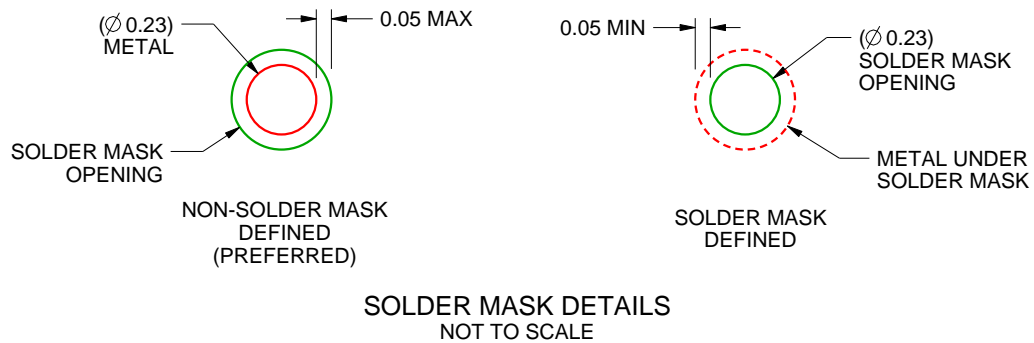 (Ø 0.23)
METAL
0.05 MAX
SOLDER MASK
OPENING
NON-SOLDER MASK
DEFINED
(PREFERRED)
0.05 MIN
(Ø 0.23)
SOLDER MASK
OPENING
METAL UNDER
SOLDER MASK
SOLDER MASK
DEFINED
SOLDER MASK DETAILS
NOT TO SCALE